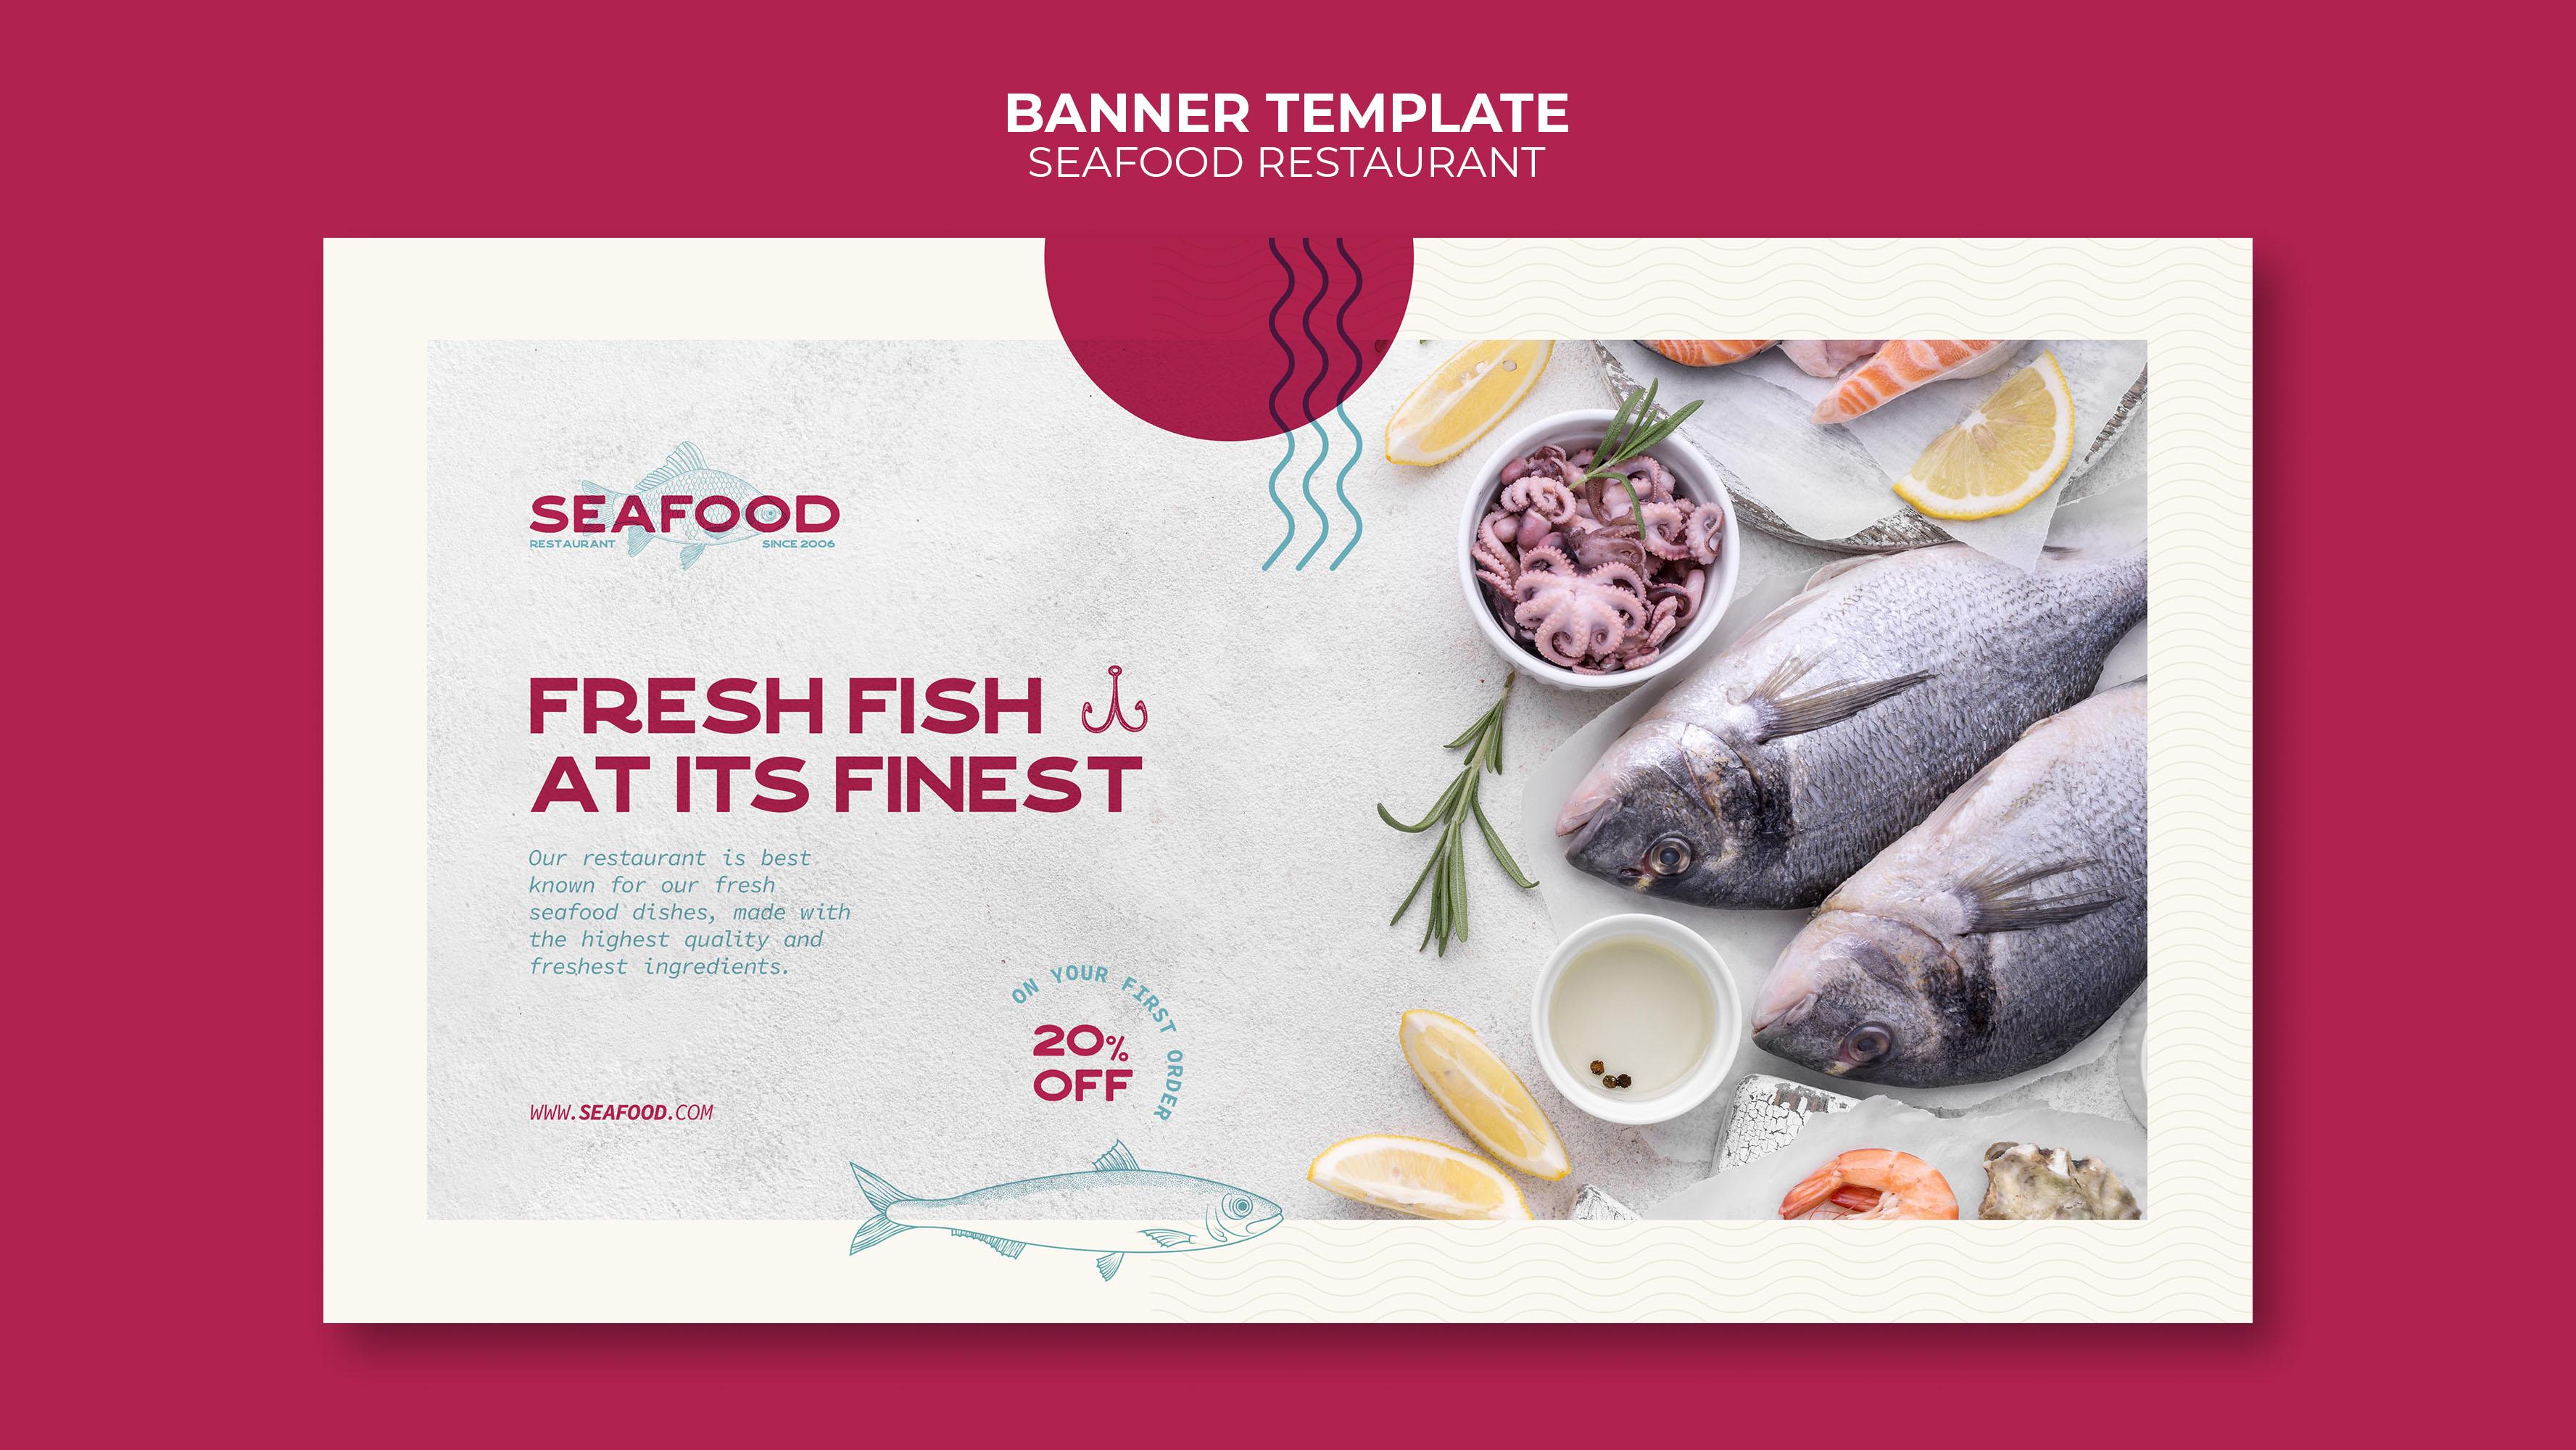 BANNER TEMPLATE
SEAFOOD RESTAURANT
SEAFOOD
RESTAURANT SINCE 2006
FRESH FISH
AT ITS FINEST
Our restaurant is best
known for our fresh
seafood dishes, made with
the highest quality and
freshest ingredients.
ON YOUR FIRST ORDER
20%
OFF
WWW.SEAFOOD.COM